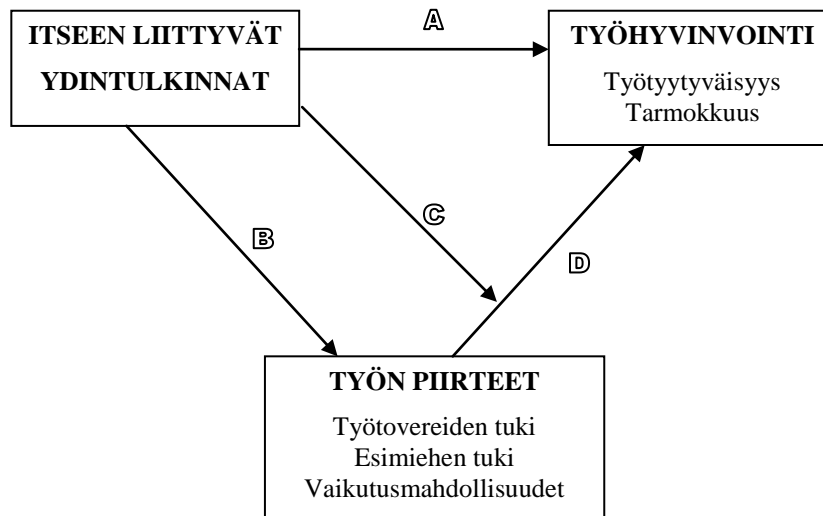 ITSEEN LIITTYVÄT
YDINTULKINNAT
A
TYÖHYVINVOINTI
Työtyytyväisyys
Tarmokkuus
B
C
D
TYÖN PIIRTEET
Työtovereiden tuki
Esimiehen tuki
Vaikutusmahdollisuudet